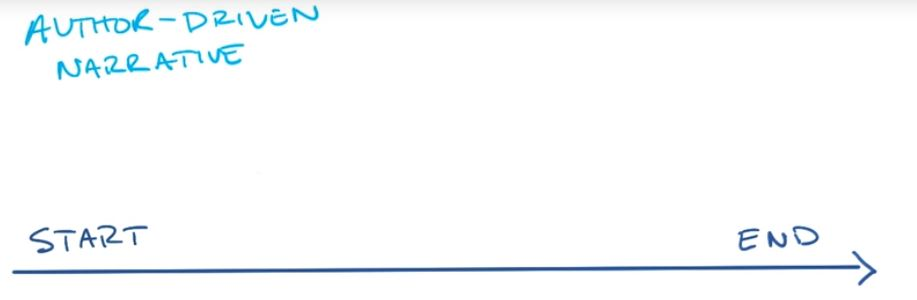 AUTHOR-DRIVEN
NARRATIVE
START
END